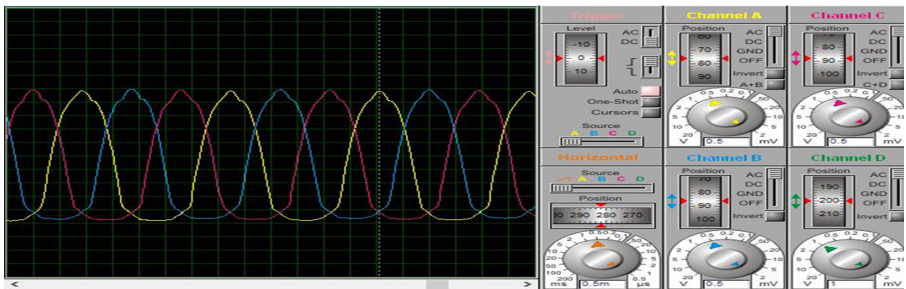 Trigger
Level
-10
0
10
AC
DC
Auto
One-Shot
Cursors
Source
A B C D
Channel A
Position
60
70
80
90
AC
DC
GND
OFF
Invert
A+B
V 0.5 mV
Channel C
Position
80
90
100
AC
DC
GND
OFF
Invert
C+D
V 0.5 mV
Horizontal
Source
A B C D
Position
290 280 270
ms 0.5m µs
Channel B
Position
80
90
100
AC
DC
GND
OFF
Invert
V 0.5 mV
Channel D
Position
190
200
210
AC
DC
GND
OFF
Invert
V 1 mV